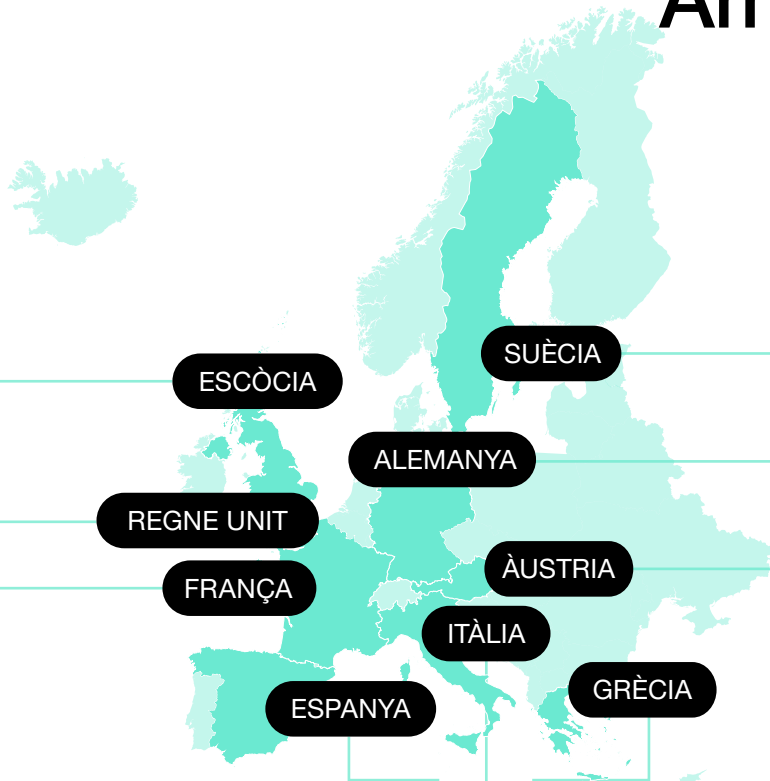 SUÈCIA
ESCÒCIA
ALEMANYA
REGNE UNIT
ÀUSTRIA
FRANÇA
ITÀLIA
GRÈCIA
ESPANYA